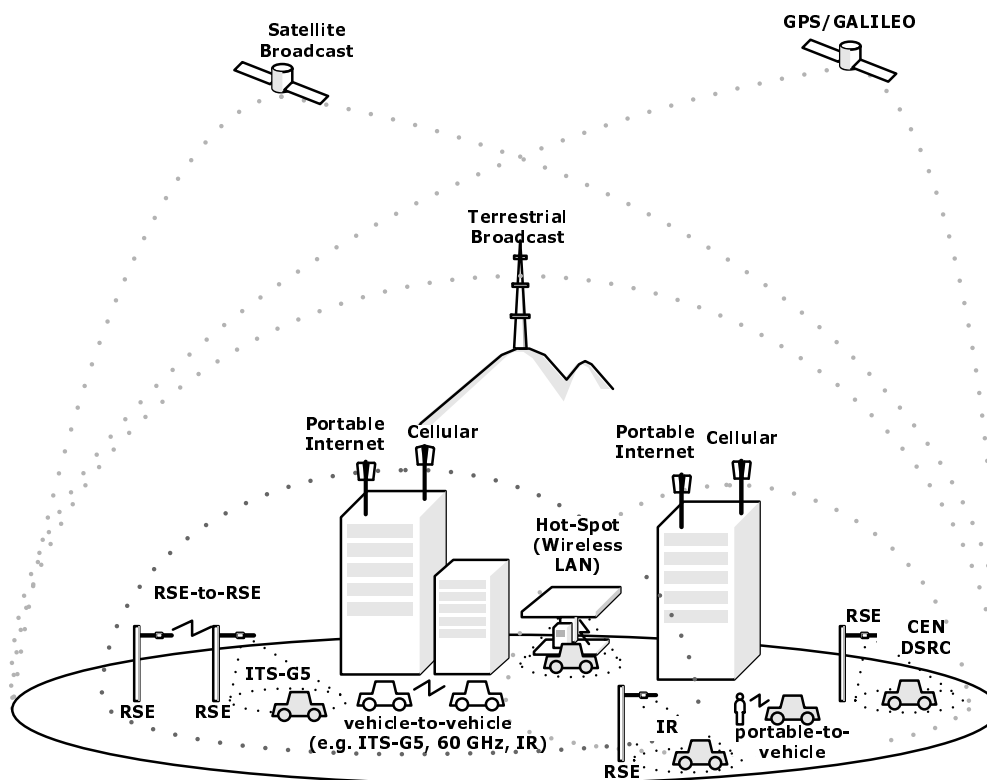 Satellite
Broadcast
GPS/GALILEO
Terrestrial
Broadcast
Portable
Internet
Cellular
Portable
Internet
Cellular
Hot-Spot
(Wireless
LAN)
RSE-to-RSE
RSE
CEN
DSRC
ITS-G5
RSE
RSE
vehicle-to-vehicle
(e.g. ITS-G5, 60 GHz, IR)
IR
portable-to-
vehicle
RSE